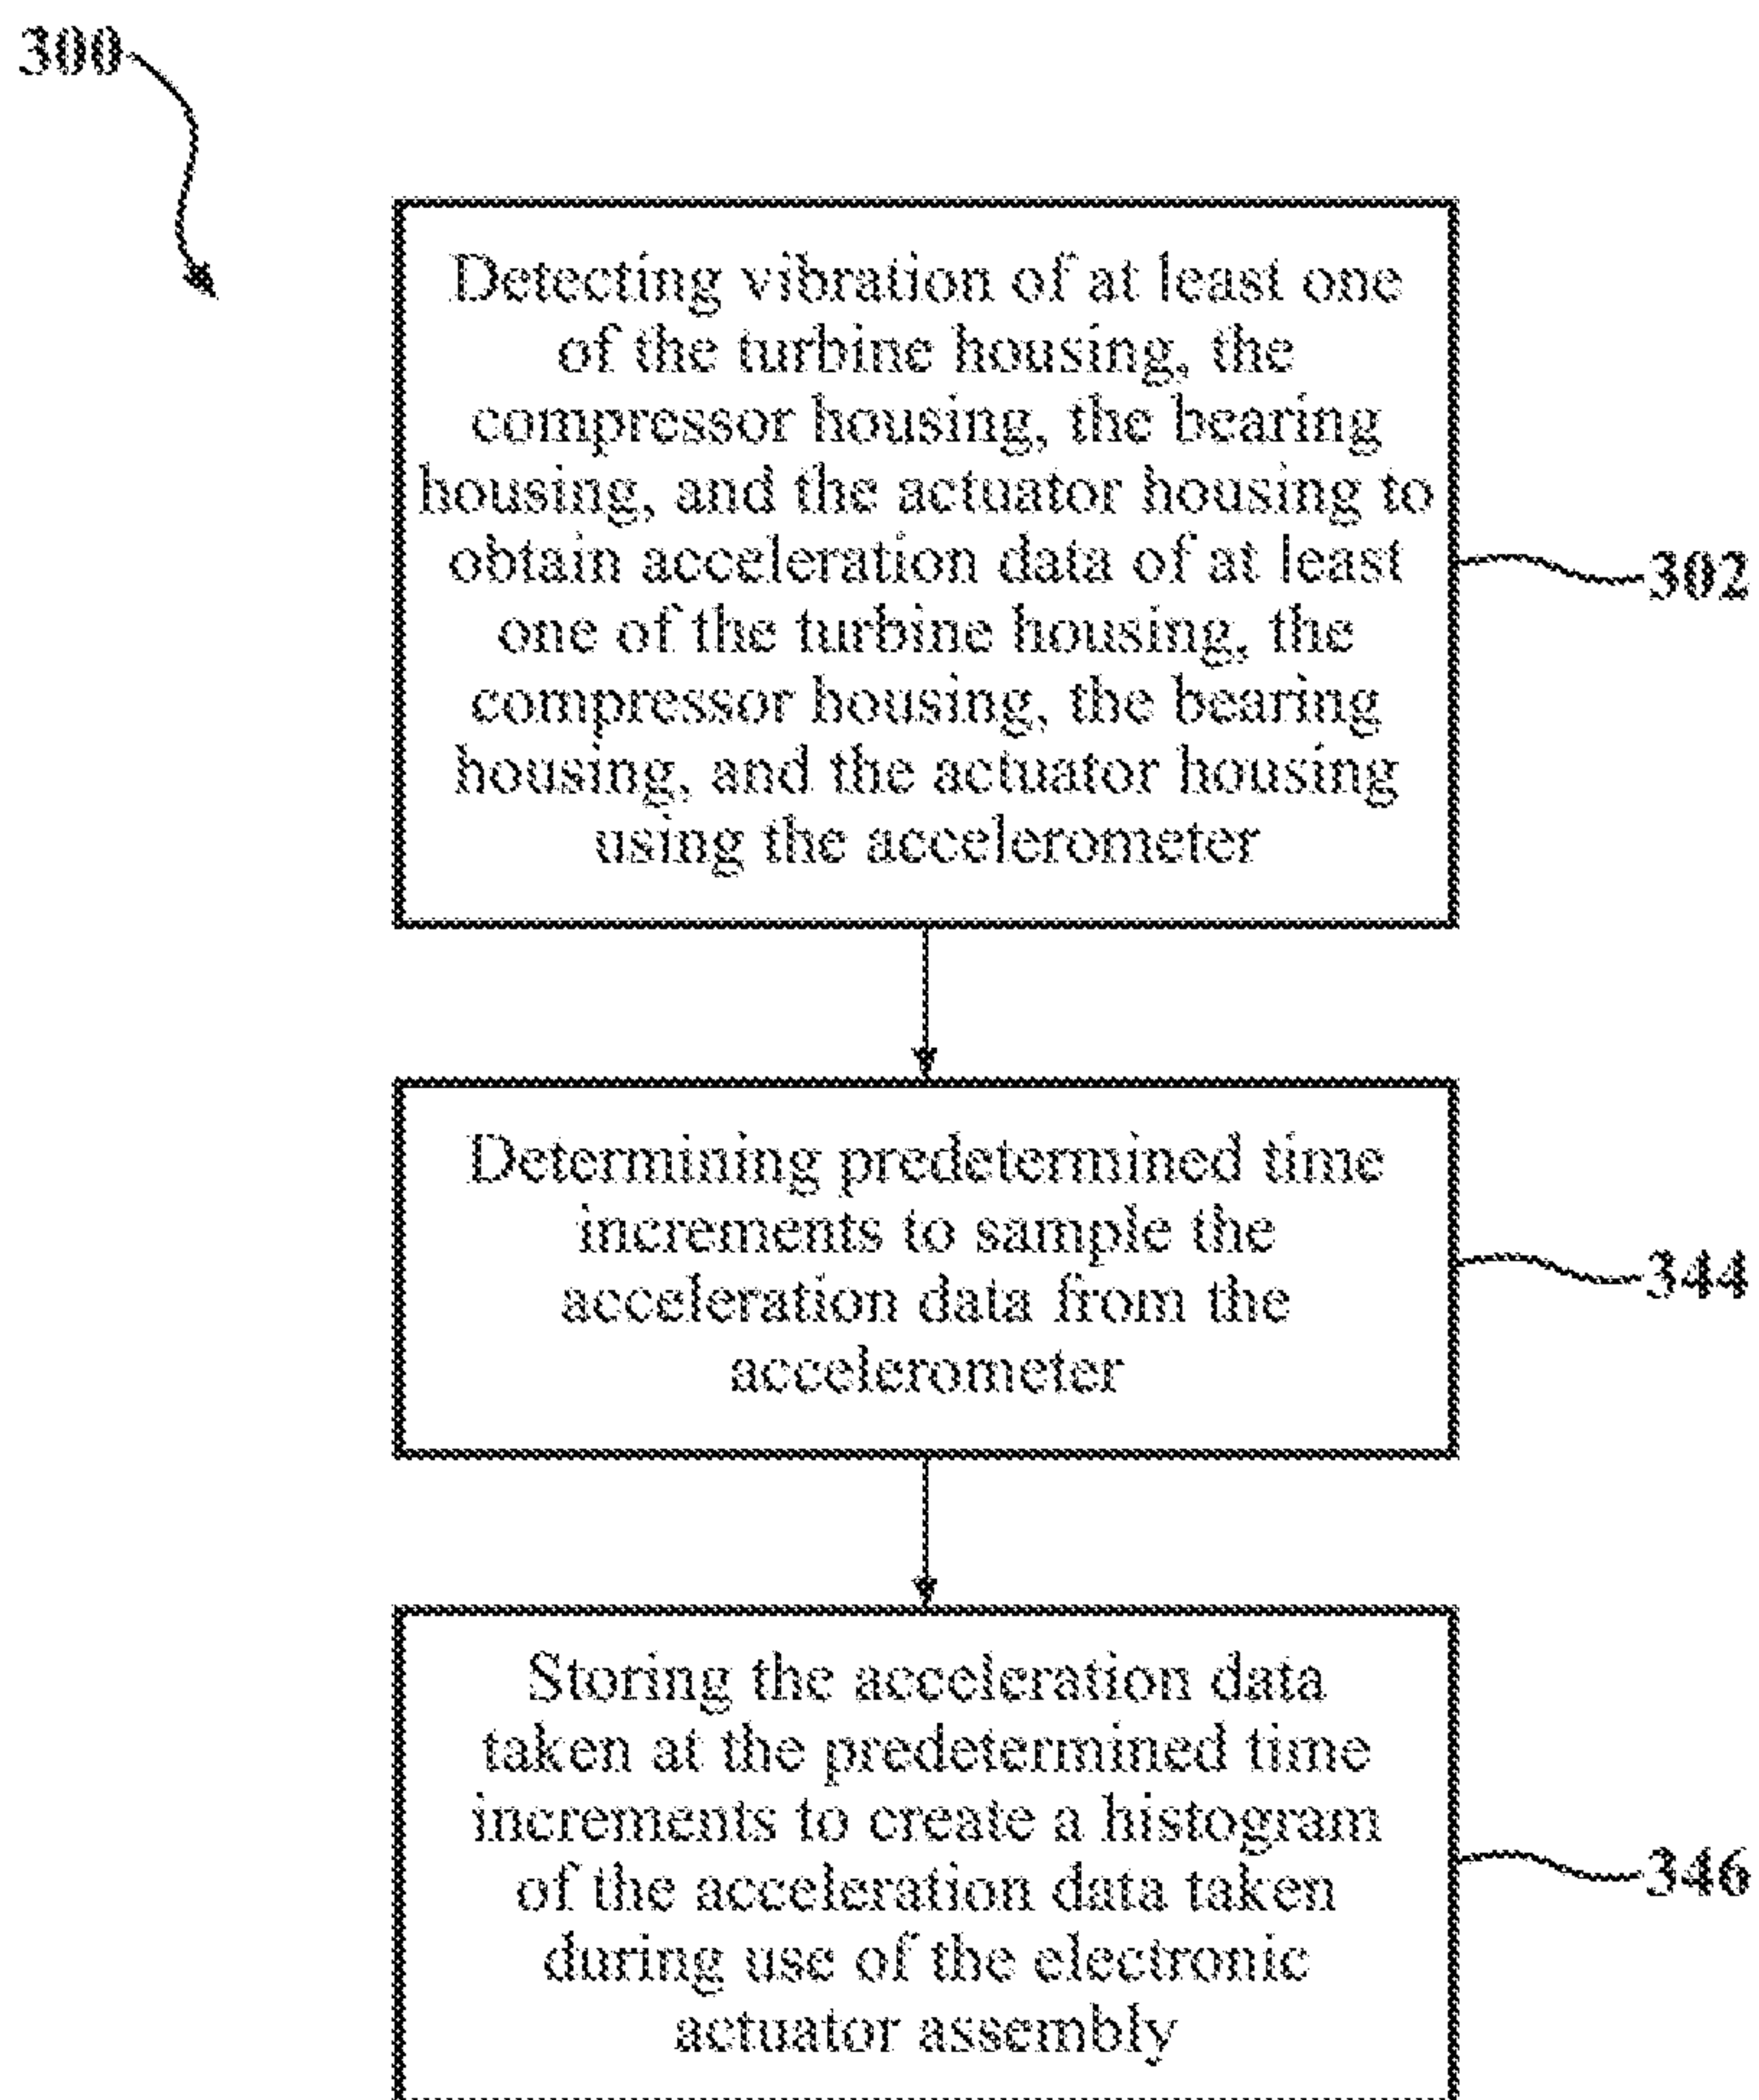 300
Detecting vibration of at least one
of the turbine housing, the
compressor housing, the bearing
housing, and the actuator housing to
obtain acceleration data of at least
one of the turbine housing, the
compressor housing, the bearing
housing, and the actuator housing
using the accelerometer
302
Determining predetermined time
increments to sample the
acceleration data from the
accelerometer
344
Storing the acceleration data
taken at the predetermined time
increments to create a histogram
of the acceleration data taken
during use of the electronic
actuator assembly
346